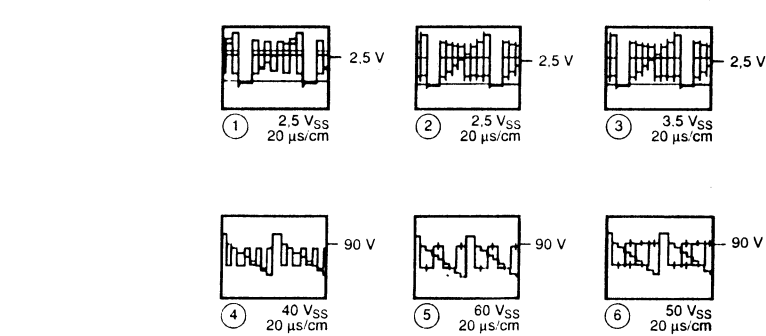 2,5 V
2,5 V
2,5 V
1 2,5 VSS
20 µs/cm
2 2,5 VSS
20 µs/cm
3 3.5 VSS
20 µs/cm
90 V
90 V
90 V
4 40 VSS
20 µs/cm
5 60 VSS
20 µs/cm
6 50 VSS
20 µs/cm